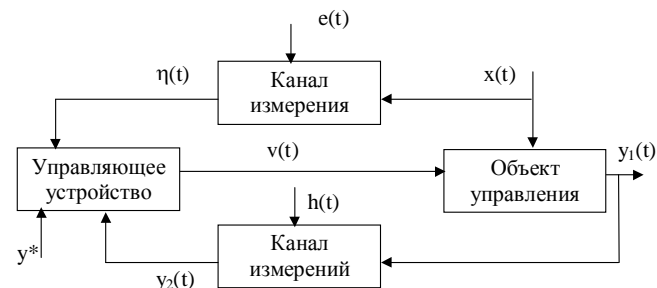 e(t)
η(t)
Канал
измерения
x(t)
Управляющее
устройство
v(t)
Объект
управления
y₁(t)
h(t)
y*
Канал
измерений
y₂(t)